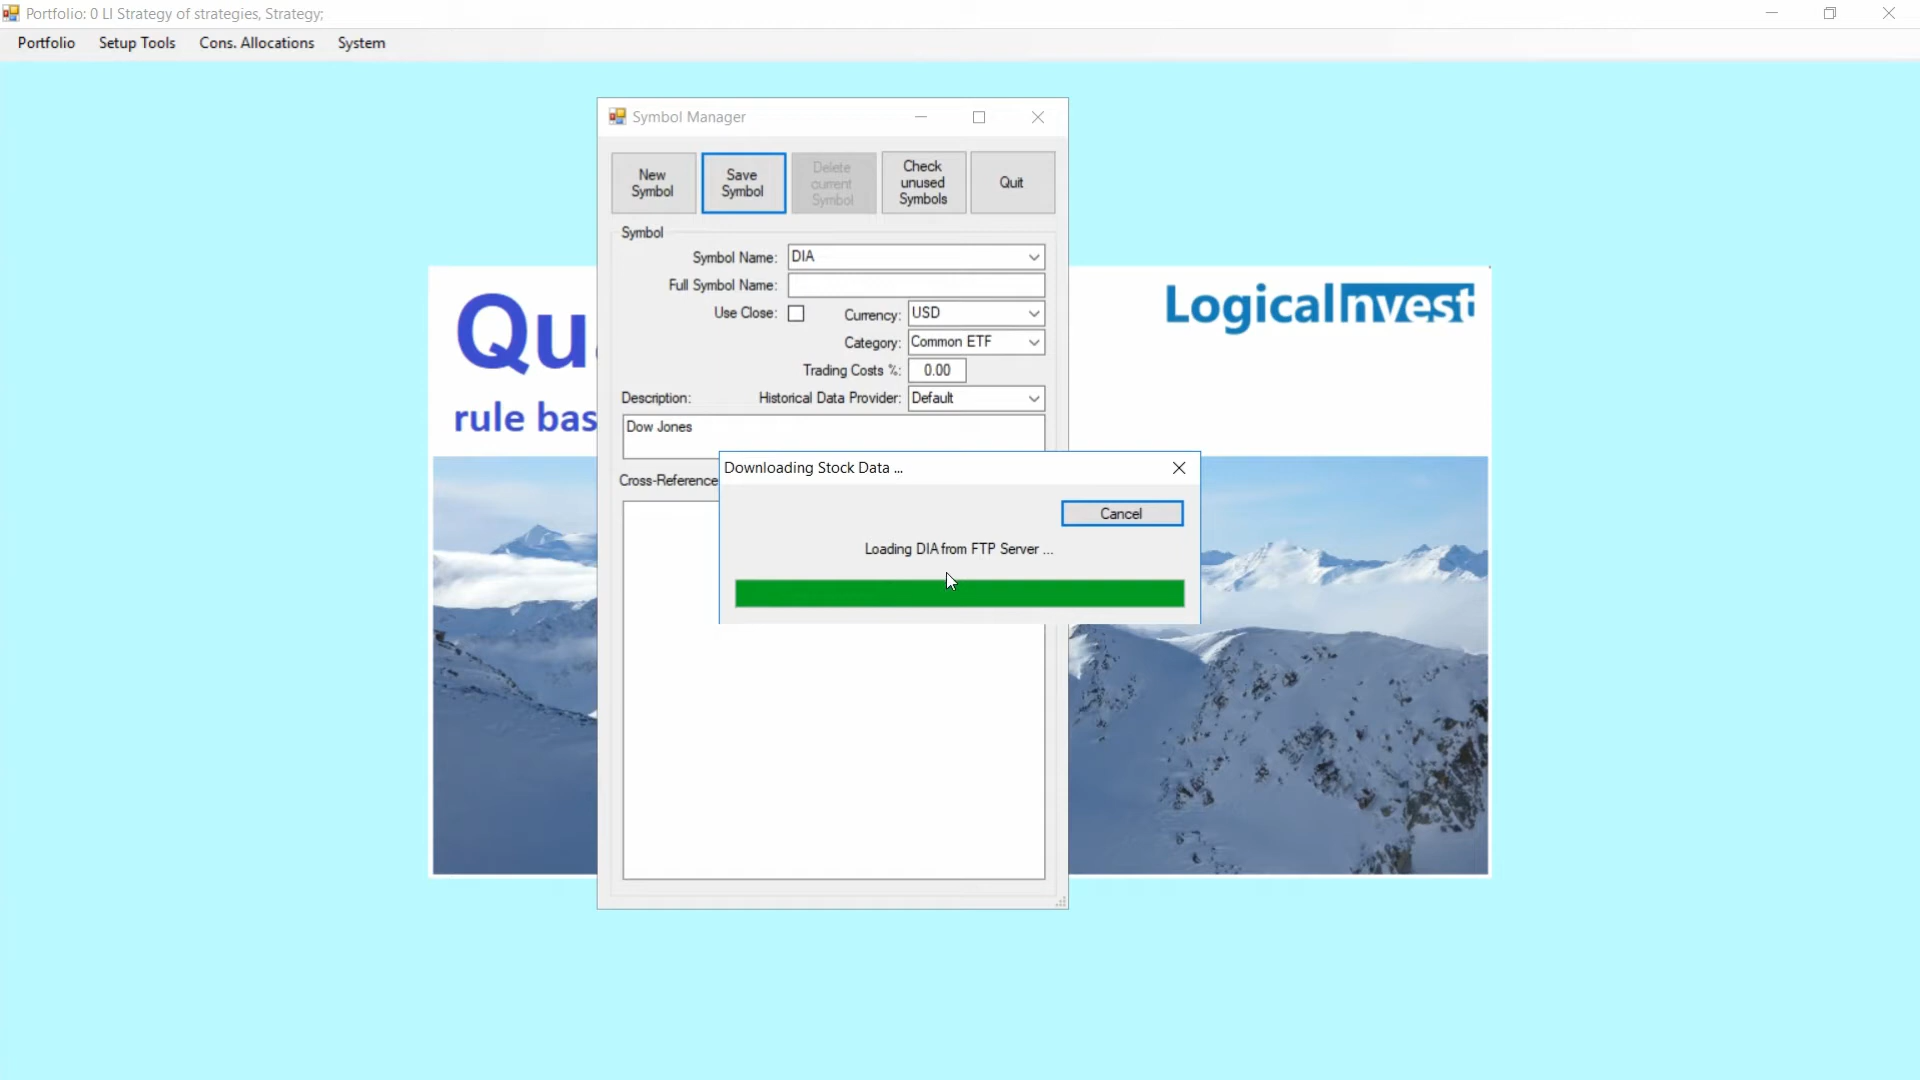 Portfolio: 0 LI Strategy of strategies, Strategy;
Portfolio Setup Tools Cons. Allocations System
Symbol Manager
New Symbol
Save Symbol
Delete current Symbol
Check unused Symbols
Quit
Symbol
Symbol Name: DIA
Full Symbol Name:
Use Close: Currency: USD
Category: Common ETF
Trading Costs %: 0.00
Description: Historical Data Provider: Default
Dow Jones
Cross-Reference
Downloading Stock Data ...
Cancel
Loading DIA from FTP Server ...
Qu
rule bas
LogicalInvest